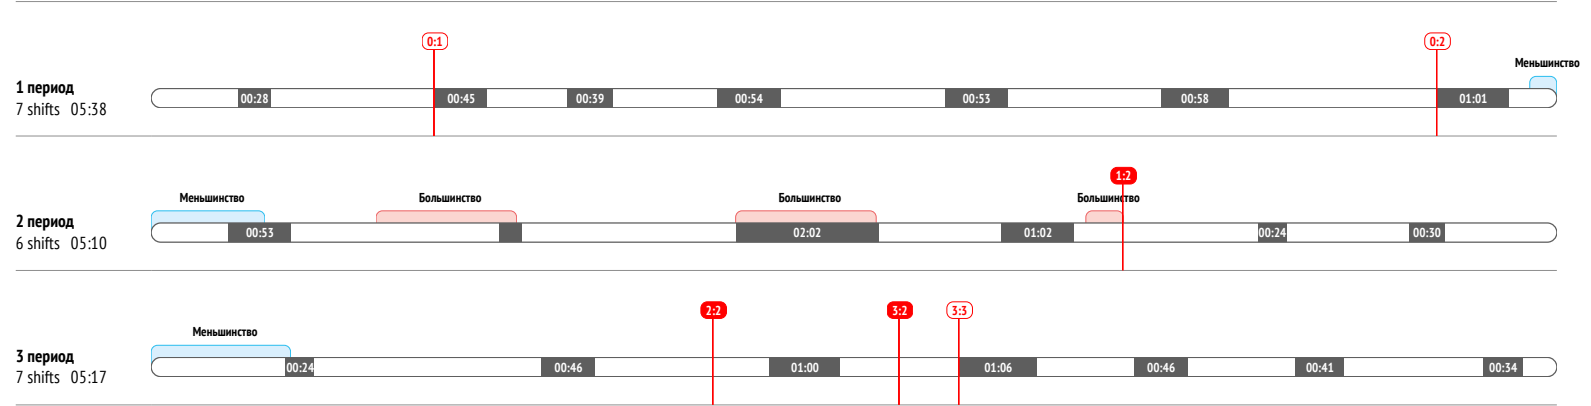 0:1 0:2
Меньшинство
1 период
7 shifts 05:38
00:28 00:45 00:39 00:54 00:53 00:58 01:01
1:2
Меньшинство Большинство Большинство Большинство
2 период
6 shifts 05:10
00:53 02:02 01:02 00:24 00:30
2:2 3:2 3:3
Меньшинство
3 период
7 shifts 05:17
00:24 00:46 01:00 01:06 00:46 00:41 00:34